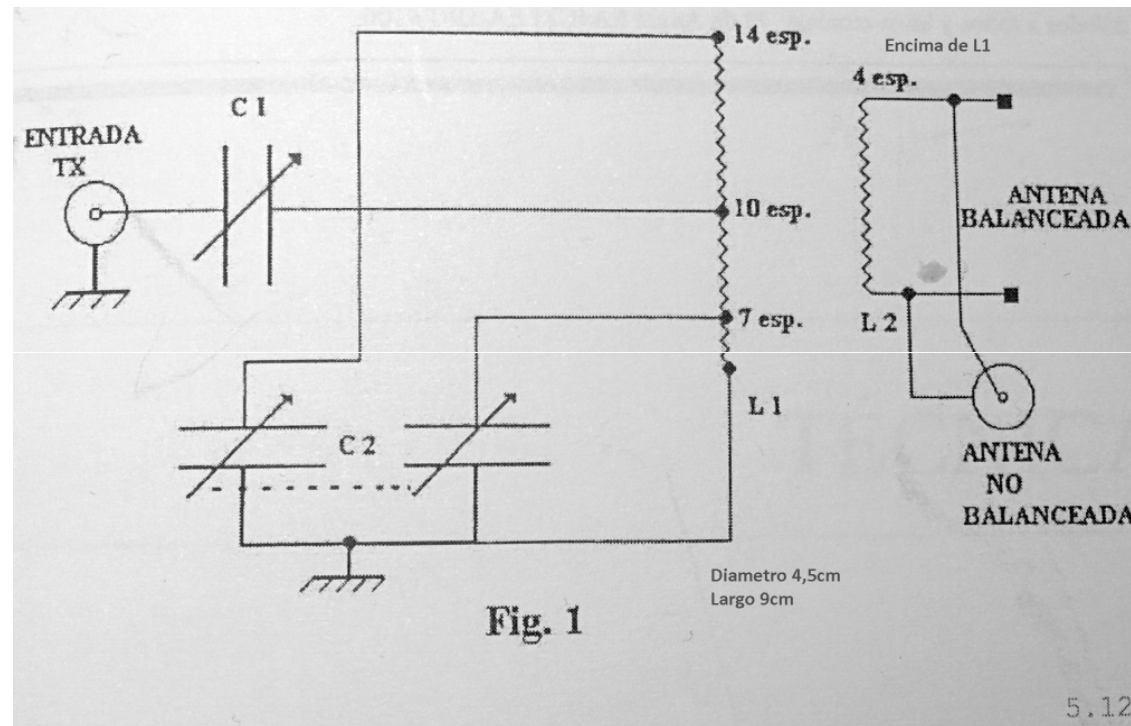 14 esp.
Encima de L1
4 esp.
C 1
ENTRADA
TX
10 esp.
ANTENA
BALANCEADA
7 esp.
L 2
L 1
C 2
ANTENA
NO
BALANCEADA
Diametro 4,5cm
Largo 9cm
Fig. 1
5.12